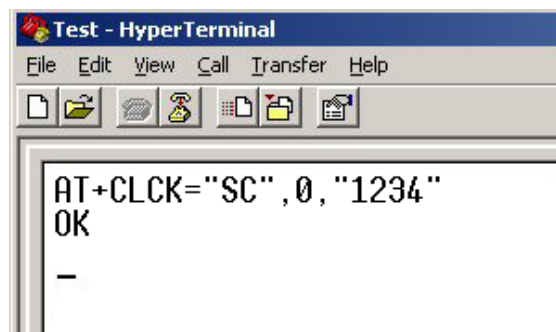 Test - HyperTerminal
File Edit View Call Transfer Help
AT+CLCK="SC",0,"1234"
OK